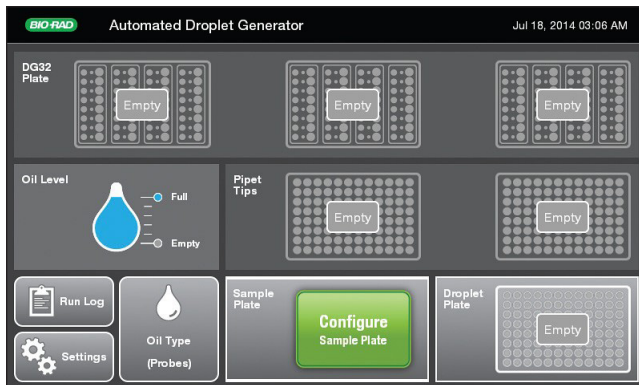 BIO-RAD Automated Droplet Generator Jul 18, 2014 03:06 AM
DG32
Plate
Empty Empty Empty
Oil Level
Full
Empty
Pipet
Tips
Empty Empty
Run Log
Settings
Oil Type
(Probes)
Sample
Plate
Configure
Sample Plate
Droplet
Plate
Empty